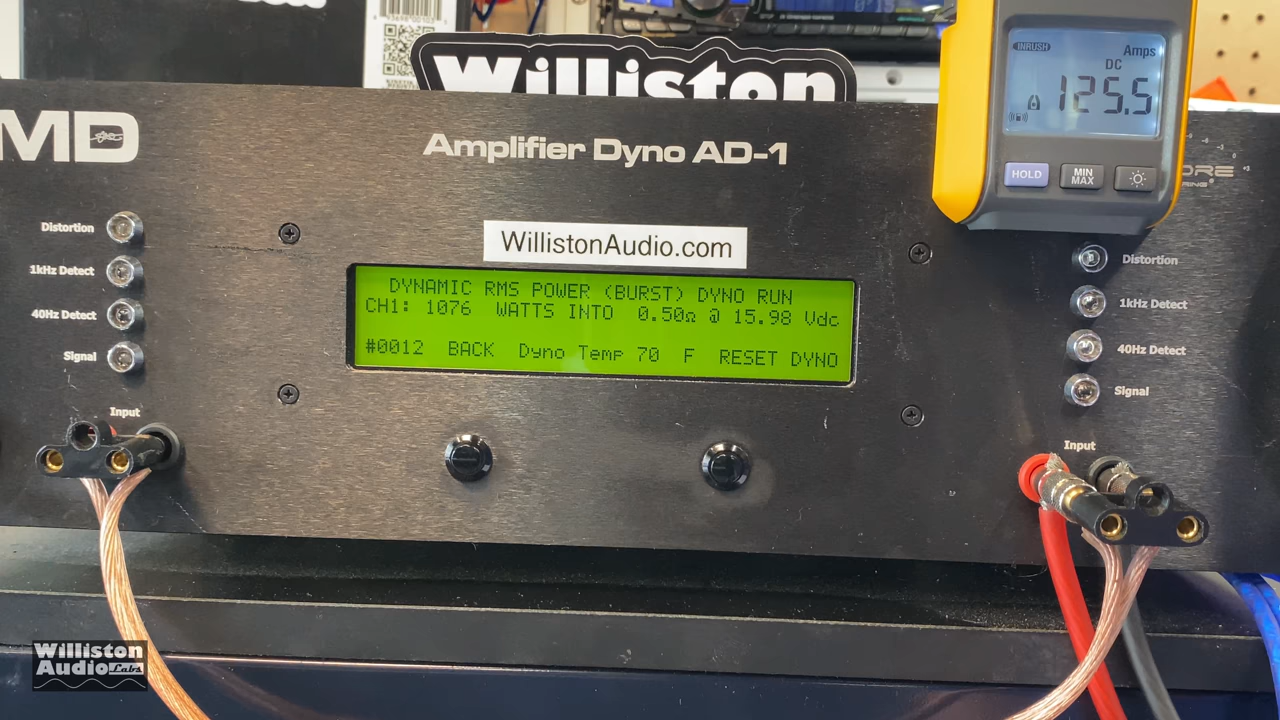 Williston
INRUSH
Amps
DC
125.5
HOLD
MIN
MAX
MD
Amplifier Dyno AD-1
WillistonAudio.com
Distortion
1kHz Detect
40Hz Detect
Signal
Input
DYNAMIC RMS POWER (BURST) DYNO RUN
CH1: 1076 WATTS INTO 0.50Ω @ 15.98 Vdc
#0012 BACK Dyno Temp 70 F RESET DYNO
Distortion
1kHz Detect
40Hz Detect
Signal
Input
Williston
Audio Labs